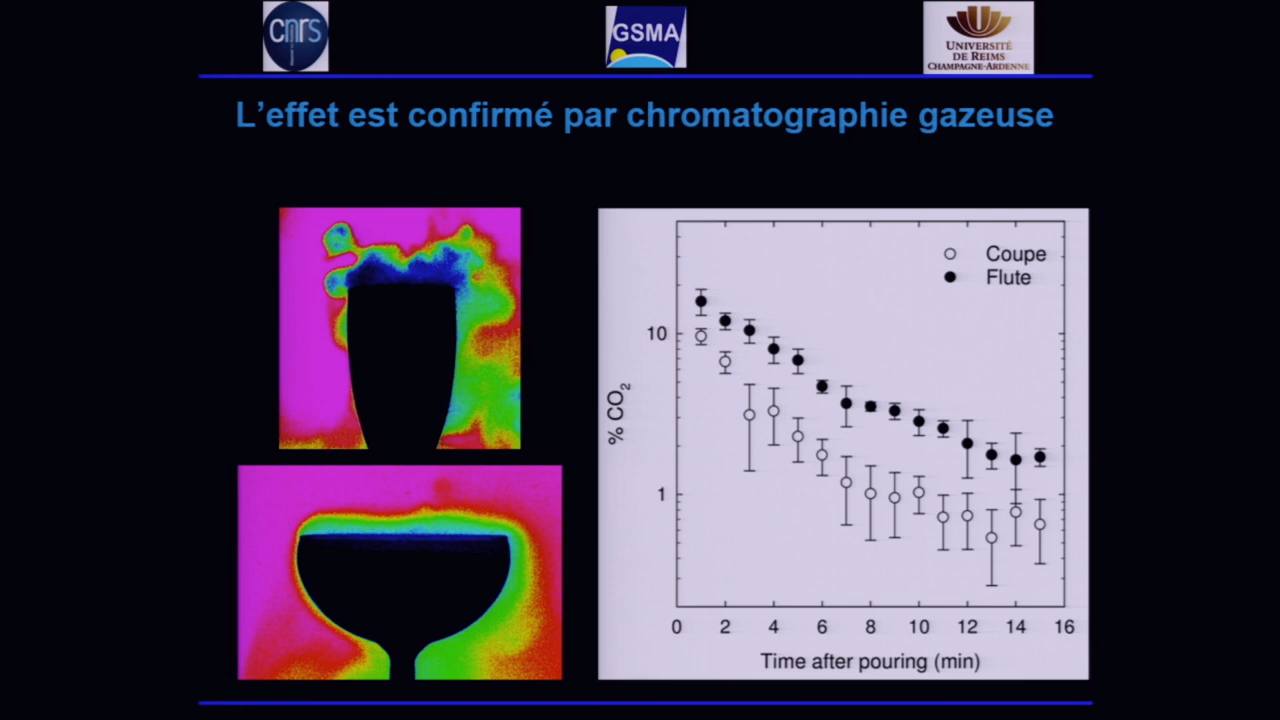 cnrs
GSMA
UNIVERSITÉ
DE REIMS
CHAMPAGNE-ARDENNE
L'effet est confirmé par chromatographie gazeuse
Coupe
Flute
10
1
% CO2
0 2 4 6 8 10 12 14 16
Time after pouring (min)